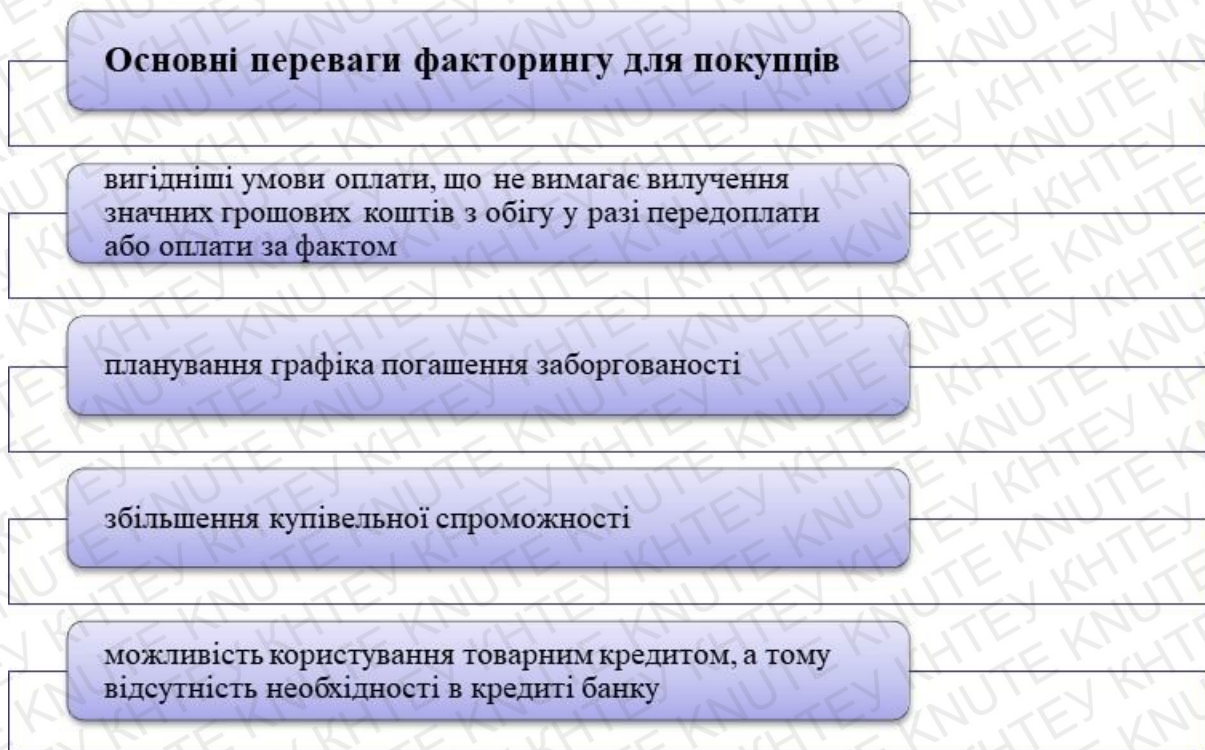 Основні переваги факторингу для покупців
вигідніші умови оплати, що не вимагає вилучення
значних грошових коштів з обігу у разі передоплати
або оплати за фактом
планування графіка погашення заборгованості
збільшення купівельної спроможності
можливість користування товарним кредитом, а тому
відсутність необхідності в кредиті банку